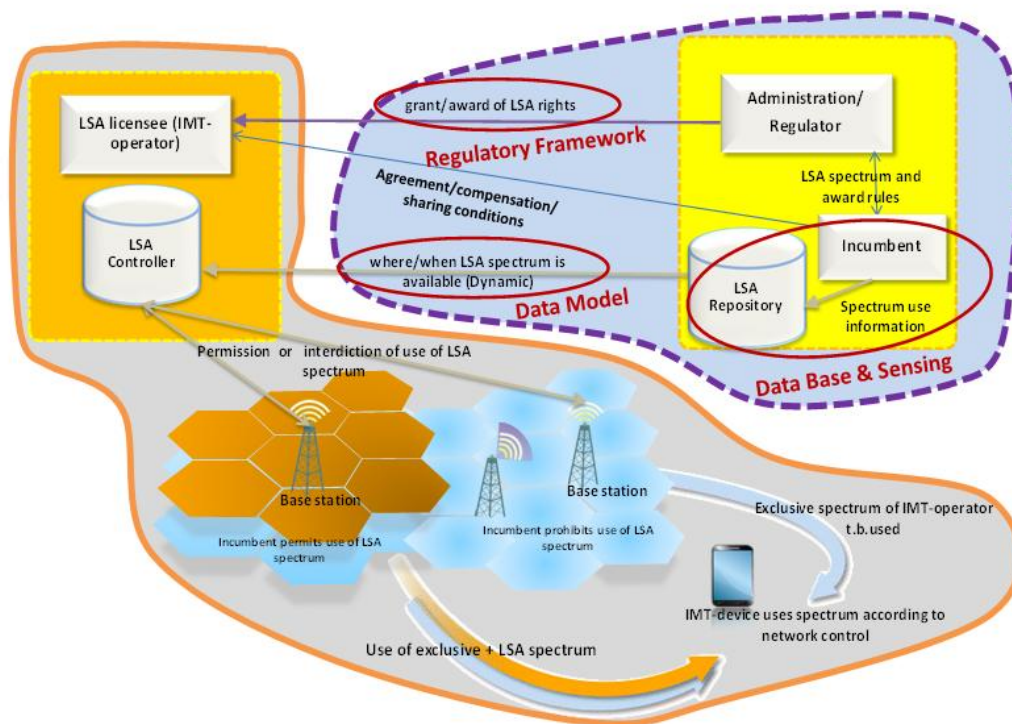 LSA licensee (IMT-
operator)
LSA
Controller
grant/award of LSA rights
Regulatory Framework
Agreement/compensation/
sharing conditions
where/when LSA spectrum is
available (Dynamic)
Data Model
Administration/
Regulator
LSA spectrum and
award rules
Incumbent
LSA
Repository
Spectrum use
information
Data Base & Sensing
Permission or interdiction of use of LSA
spectrum
Base station
Incumbent permits use of LSA
spectrum
Base station
Incumbent prohibits use of LSA
spectrum
Exclusive spectrum of IMT-operator
t.b.used
IMT-device uses spectrum according to
network control
Use of exclusive + LSA spectrum